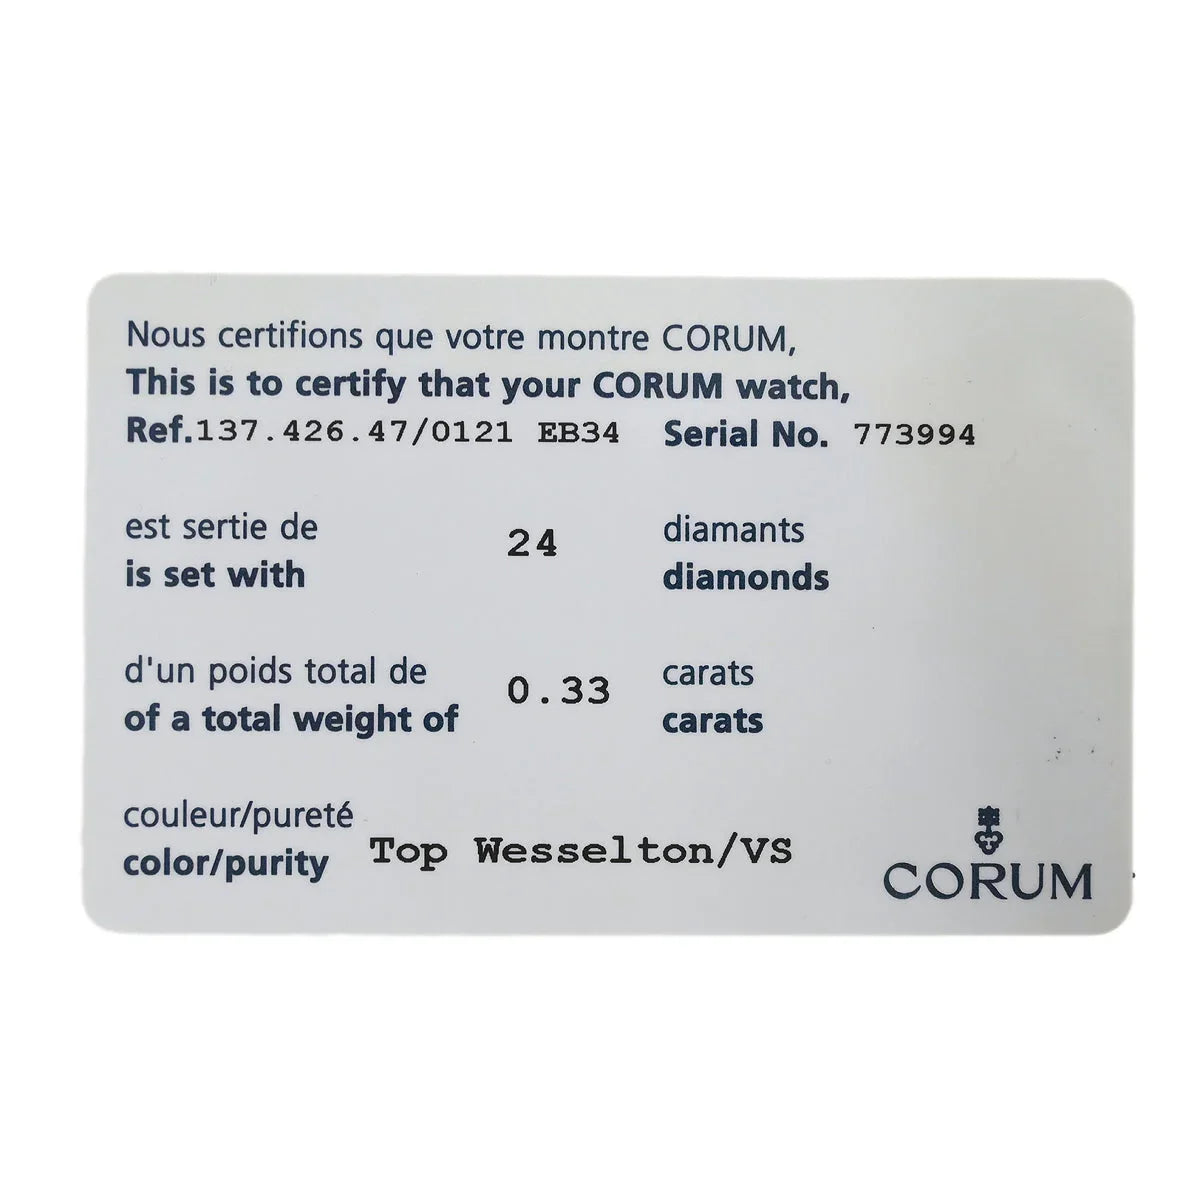 Nous certifions que votre montre CORUM,
This is to certify that your CORUM watch,
Ref.137.426.47/0121 EB34 Serial No. 773994
est sertie de
is set with
24
diamants
diamonds
d'un poids total de
of a total weight of
0.33
carats
carats
couleur/pureté
color/purity
Top Wesselton/VS
CORUM